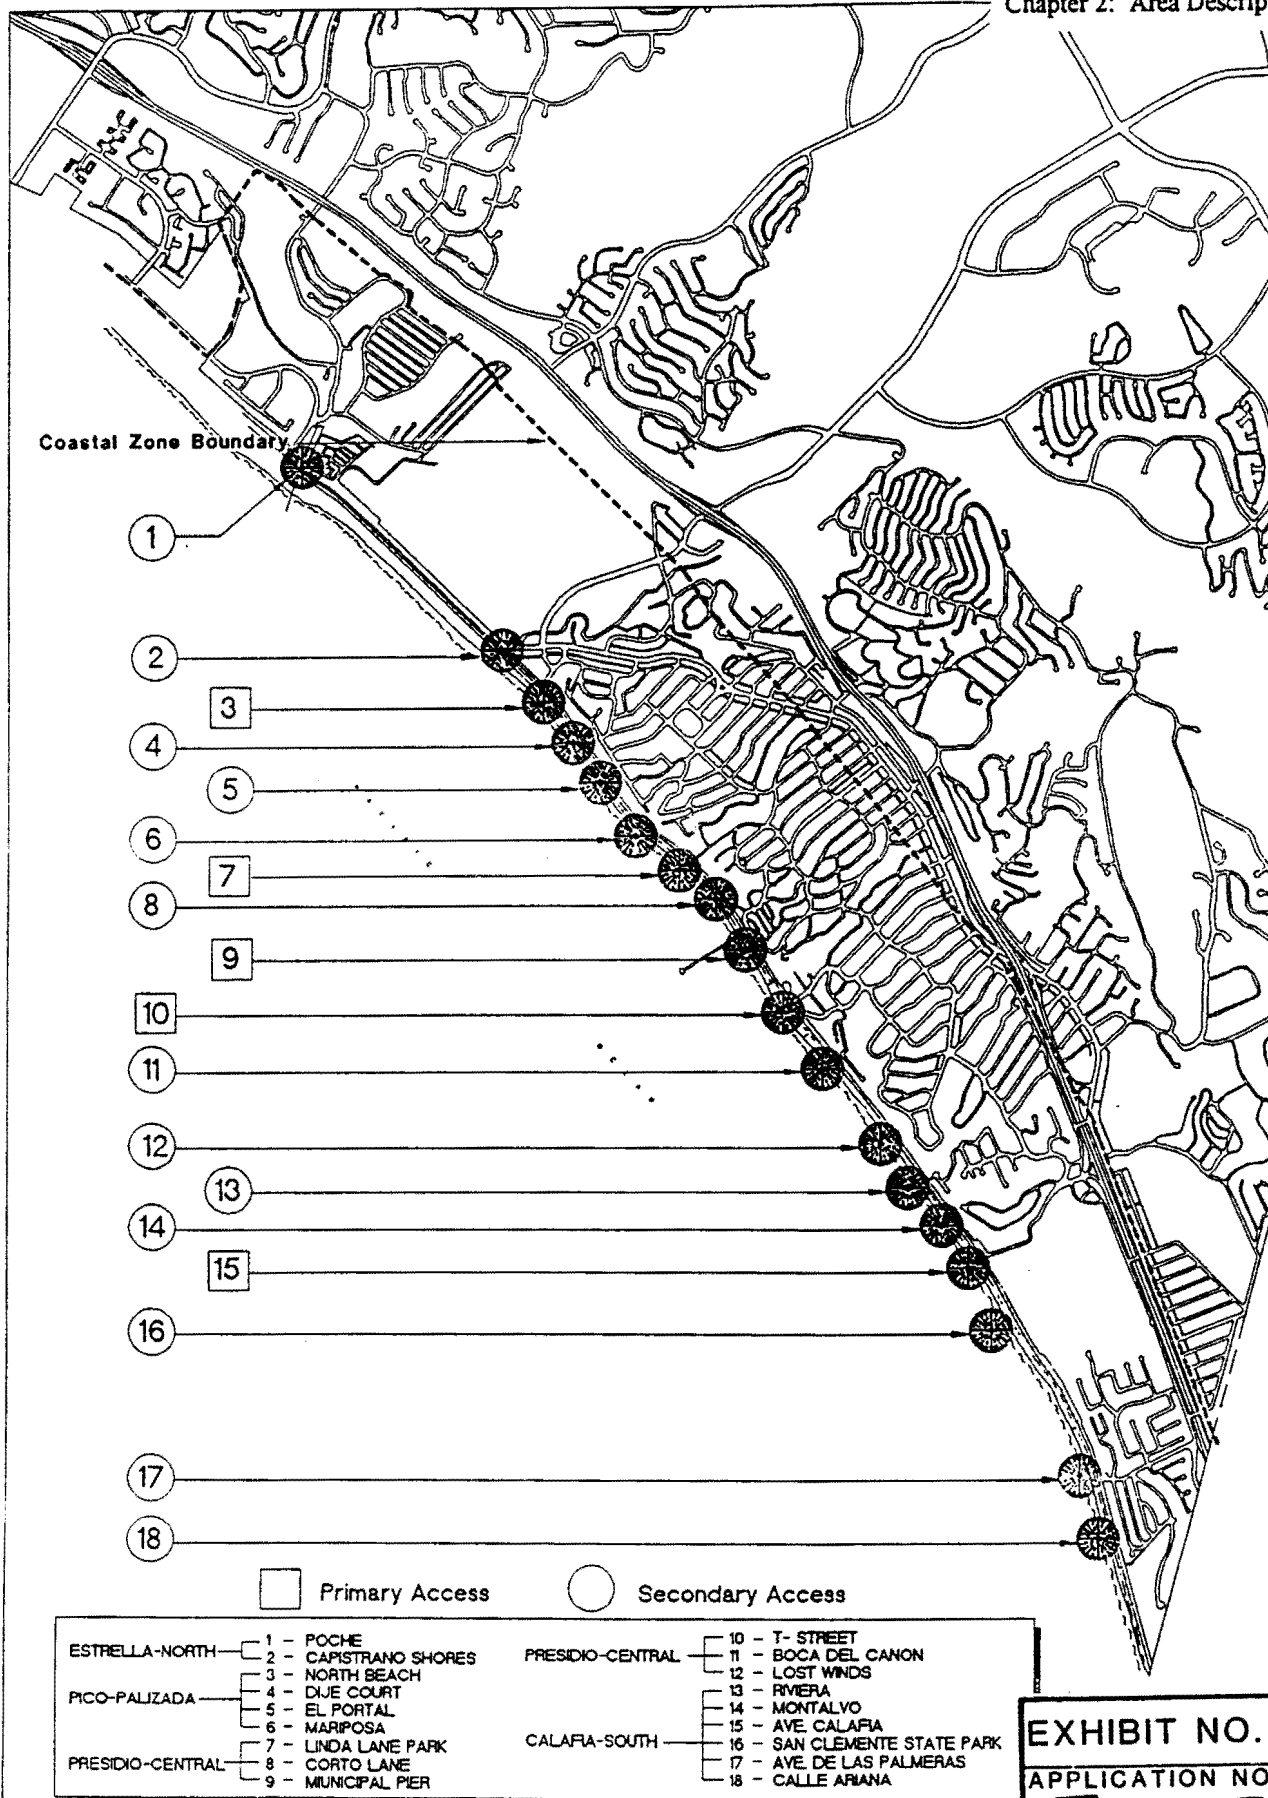 Chapter 2: Area Descrip
Coastal Zone Boundary
1
2
3
4
5
6
7
8
9
10
11
12
13
14
15
16
17
18
Primary Access
Secondary Access
ESTRELLA-NORTH
1 - POCHE
2 - CAPISTRANO SHORES
PICO-PALIZADA
3 - NORTH BEACH
4 - DIJE COURT
5 - EL PORTAL
6 - MARIPOSA
PRESIDIO-CENTRAL
7 - LINDA LANE PARK
8 - CORTO LANE
9 - MUNICIPAL PIER
PRESIDIO-CENTRAL
10 - T- STREET
11 - BOCA DEL CANON
12 - LOST WINDS
CALAFIA-SOUTH
13 - RIVIERA
14 - MONTALVO
15 - AVE. CALAFIA
16 - SAN CLEMENTE STATE PARK
17 - AVE. DE LAS PALMERAS
18 - CALLE ARIANA
EXHIBIT NO.
APPLICATION NO